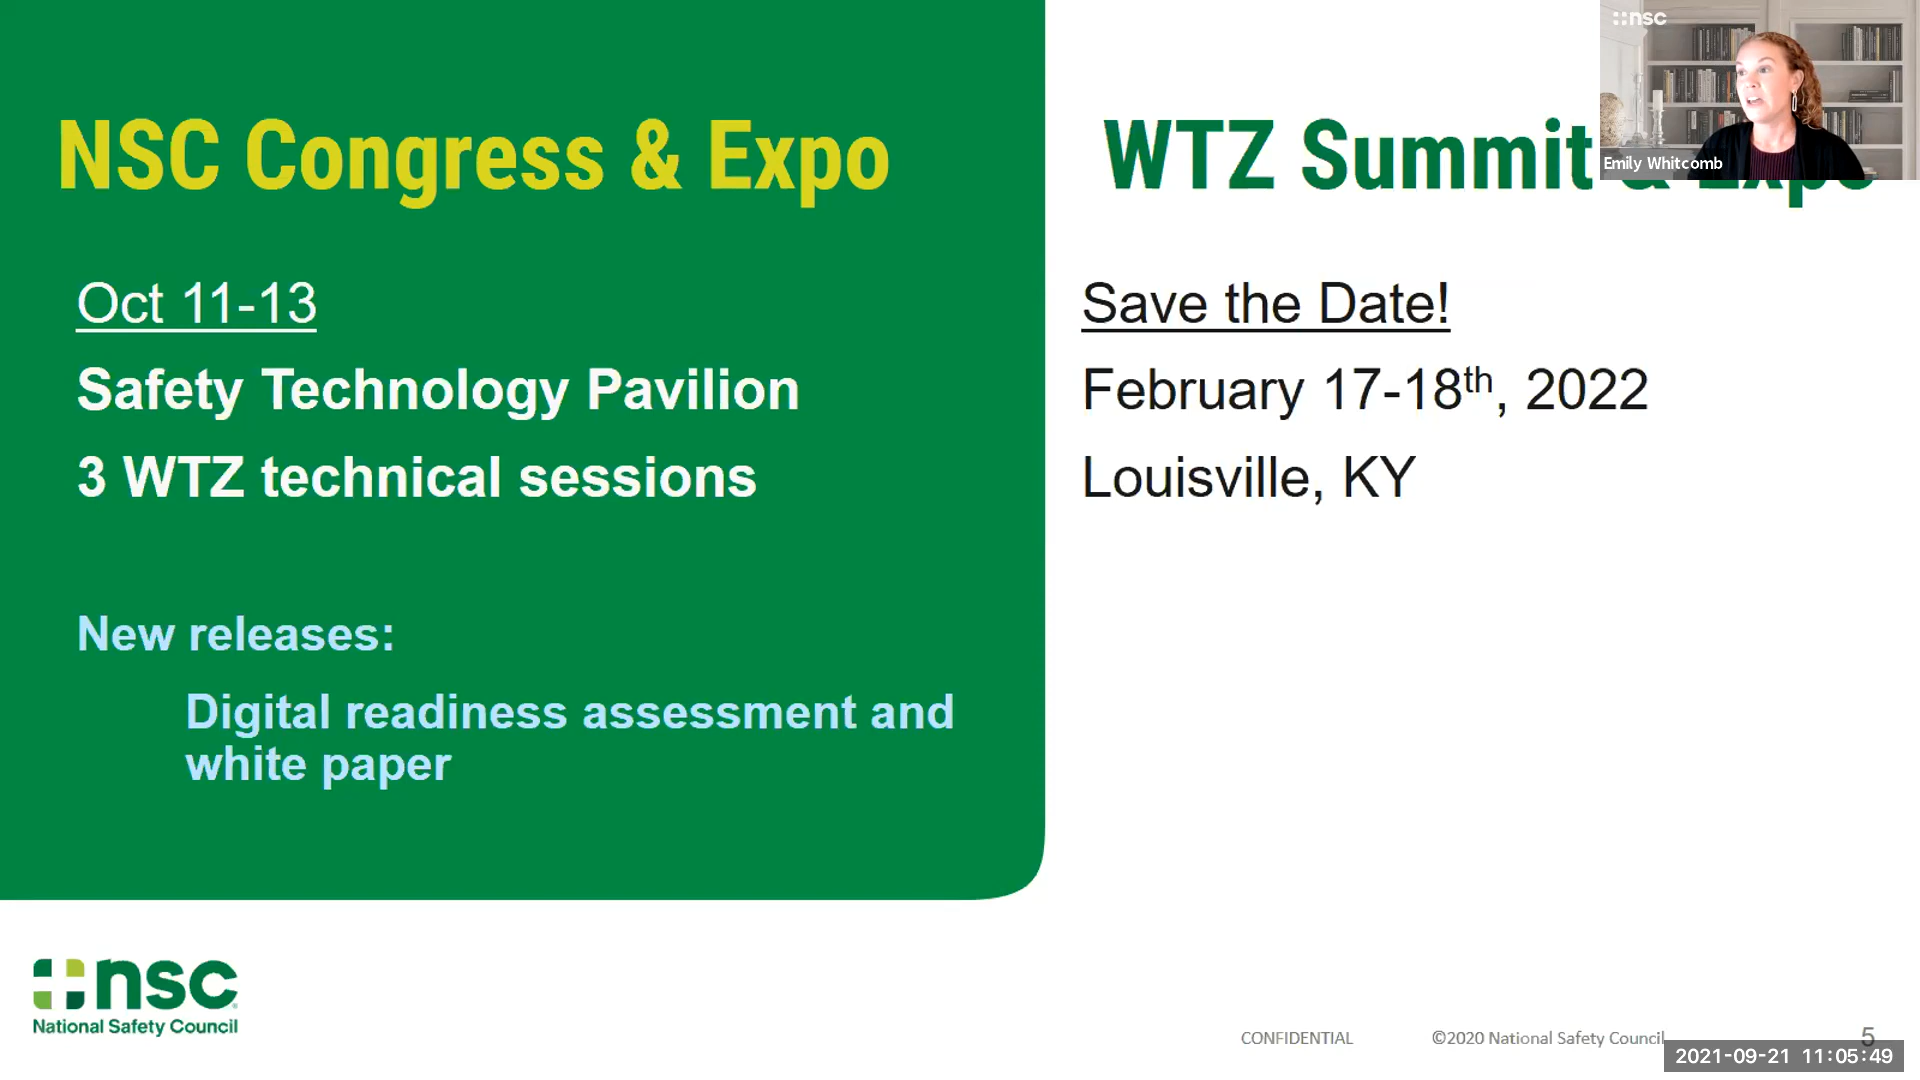 NSC Congress & Expo
Oct 11-13
Safety Technology Pavilion
3 WTZ technical sessions
New releases:
Digital readiness assessment and
white paper
WTZ Summit & Expo
Save the Date!
February 17-18th, 2022
Louisville, KY
nsc
Emily Whitcomb
nsc
National Safety Council
CONFIDENTIAL
©2020 National Safety Council
5
2021-09-21 11:05:49